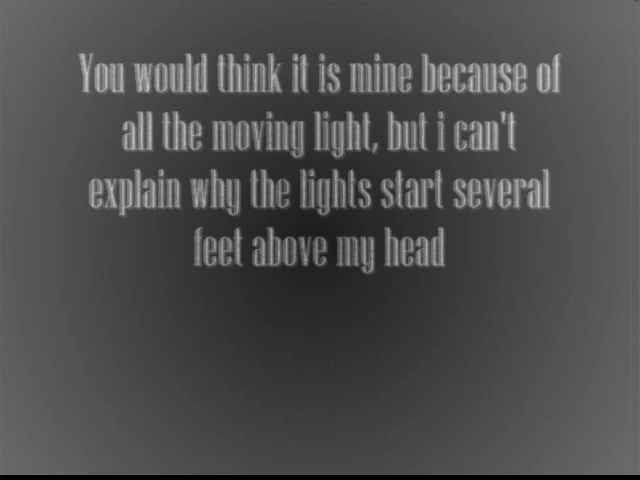 You would think it is mine because of
all the moving light, but i can't
explain why the lights start several
feet above my head